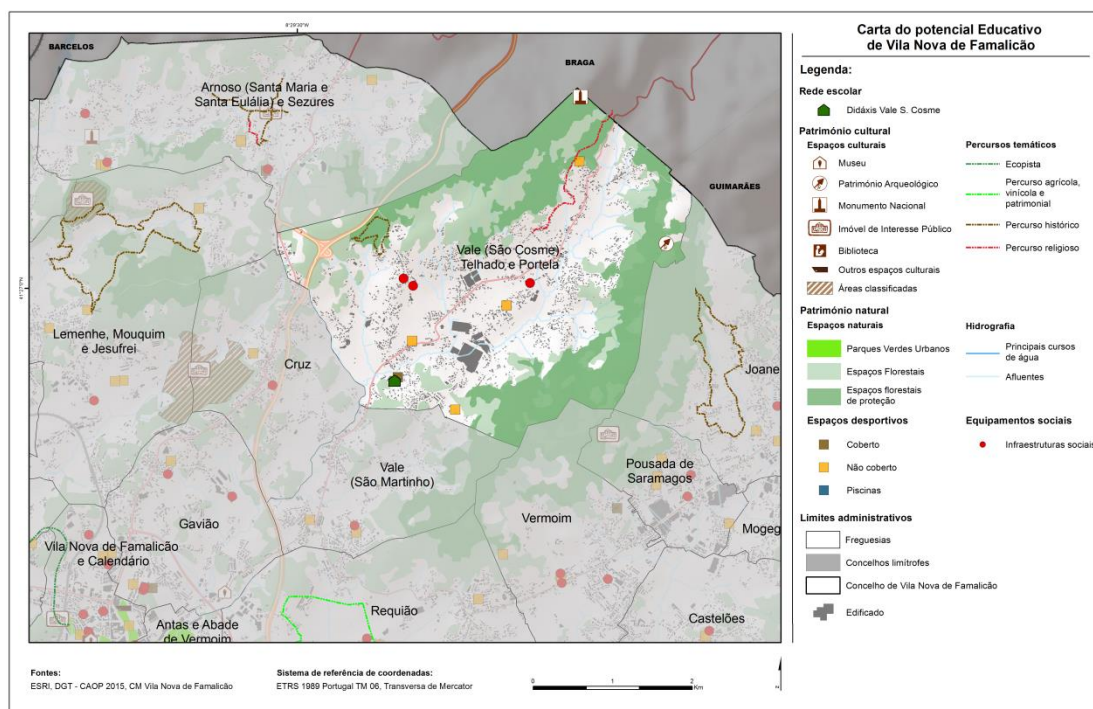 8°29'30"W
BARCELOS
BRAGA
Arnoso (Santa Maria e
Santa Eulália) e Sezures
GUIMARÃES
Vale (São Cosme)
Telhado e Portela
Lemenhe, Mouquim
e Jesufrei
Cruz
Joane
Vale
(São Martinho)
Pousada de
Saramagos
Gavião
Vermoim
Mogeg
Vila Nova de Famalicão
e Calendário
Requião
Castelões
Antas e Abade
de Vermoim
Carta do potencial Educativo
de Vila Nova de Famalicão
Legenda:
Rede escolar
Didáxis Vale S. Cosme
Património cultural
Espaços culturais
Museu
Património Arqueológico
Monumento Nacional
Imóvel de Interesse Público
Biblioteca
Outros espaços culturais
Áreas classificadas
Percursos temáticos
Ecopista
Percurso agrícola,
vinícola e
patrimonial
Percurso histórico
Percurso religioso
Património natural
Espaços naturais
Parques Verdes Urbanos
Espaços Florestais
Espaços florestais
de proteção
Hidrografia
Principais cursos
de água
Afluentes
Espaços desportivos
Coberto
Não coberto
Piscinas
Equipamentos sociais
Infraestruturas sociais
Limites administrativos
Freguesias
Concelhos limítrofes
Concelho de Vila Nova de Famalicão
Edificado
Fontes:
ESRI, DGT - CAOP 2015, CM Vila Nova de Famalicão
Sistema de referência de coordenadas:
ETRS 1989 Portugal TM 06, Transversa de Mercator
0 1 2
Km